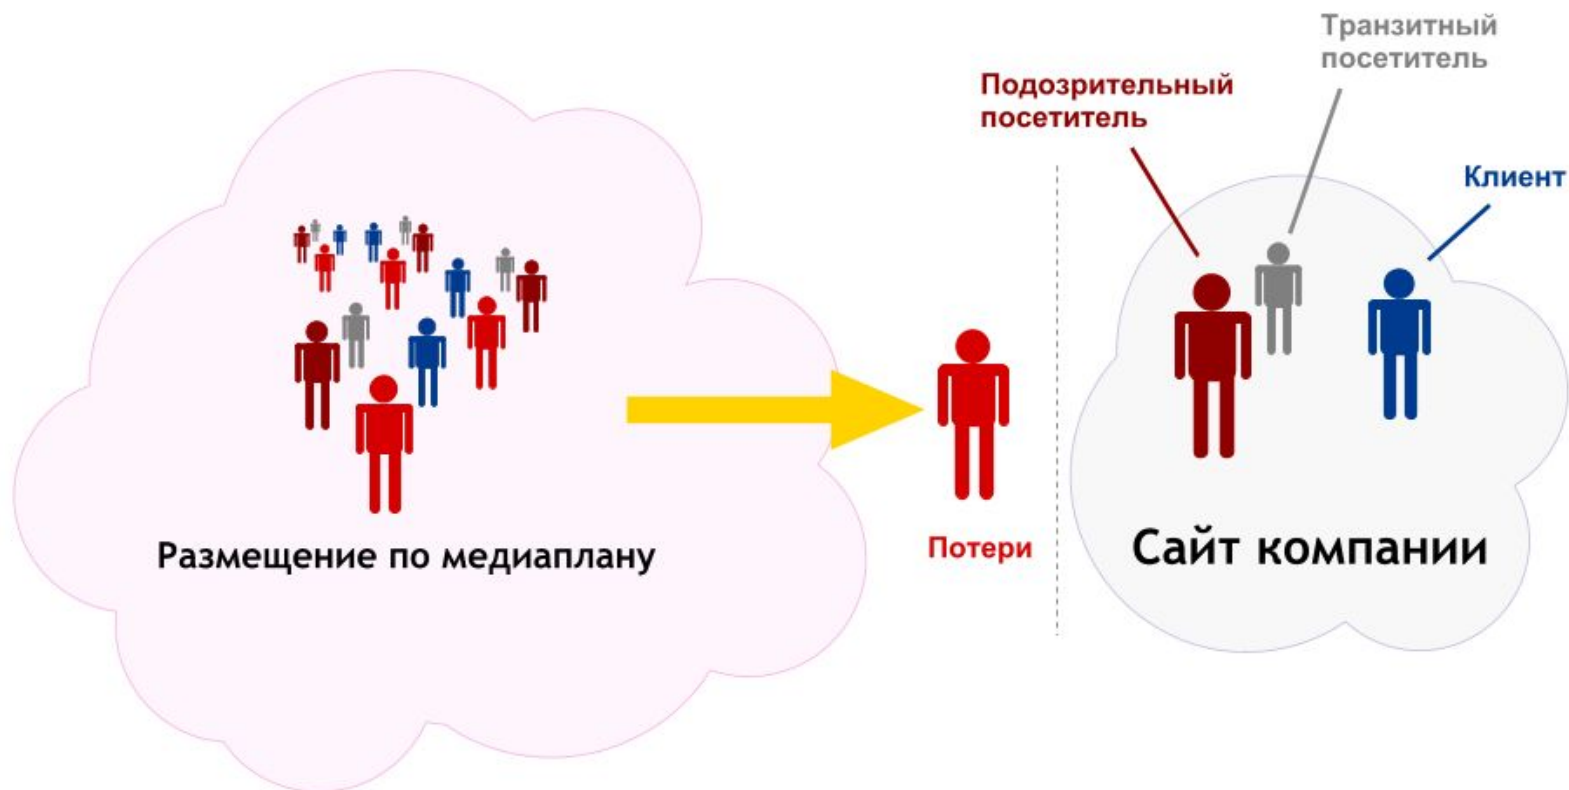 Транзитный
посетитель
Подозрительный
посетитель
Клиент
Размещение по медиаплану
Потери
Сайт компании